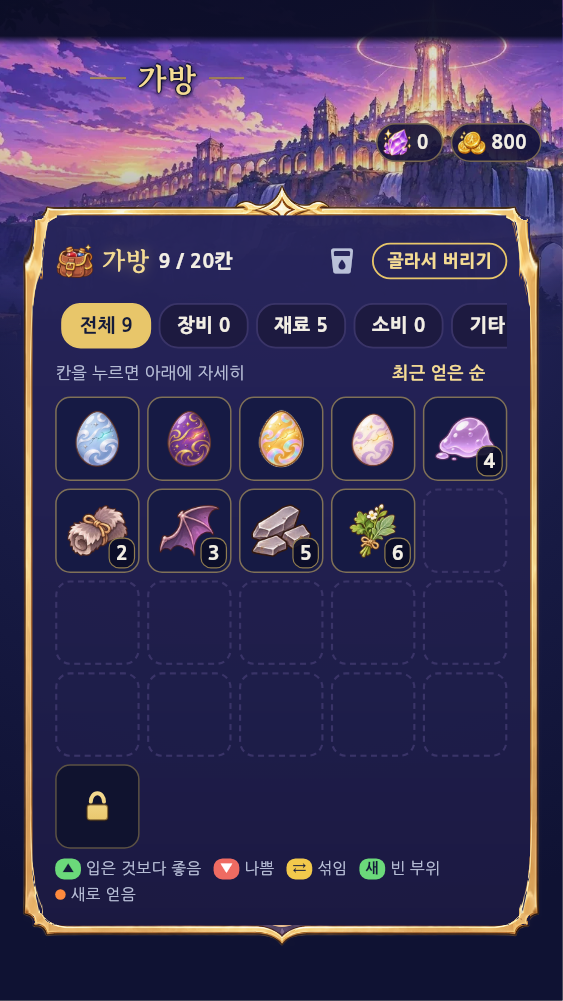 가방
0
800
가방 9 / 20칸
골라서 버리기
전체 9
장비 0
재료 5
소비 0
기타
칸을 누르면 아래에 자세히
최근 얻은 순
4
2
3
5
6
입은 것보다 좋음
나쁨
섞임
새 빈 부위
새로 얻음